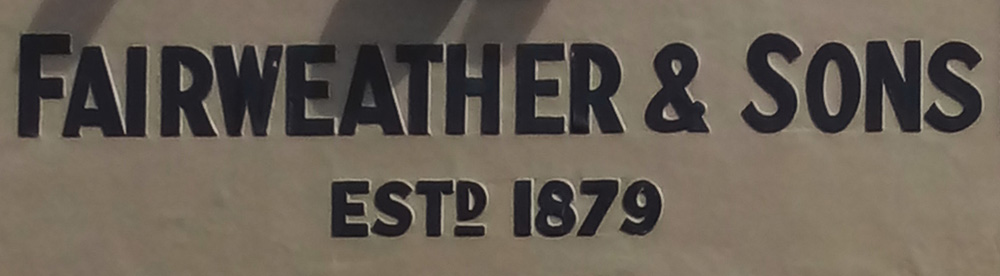 FAIRWEATHER & SONS
ESTD 1879